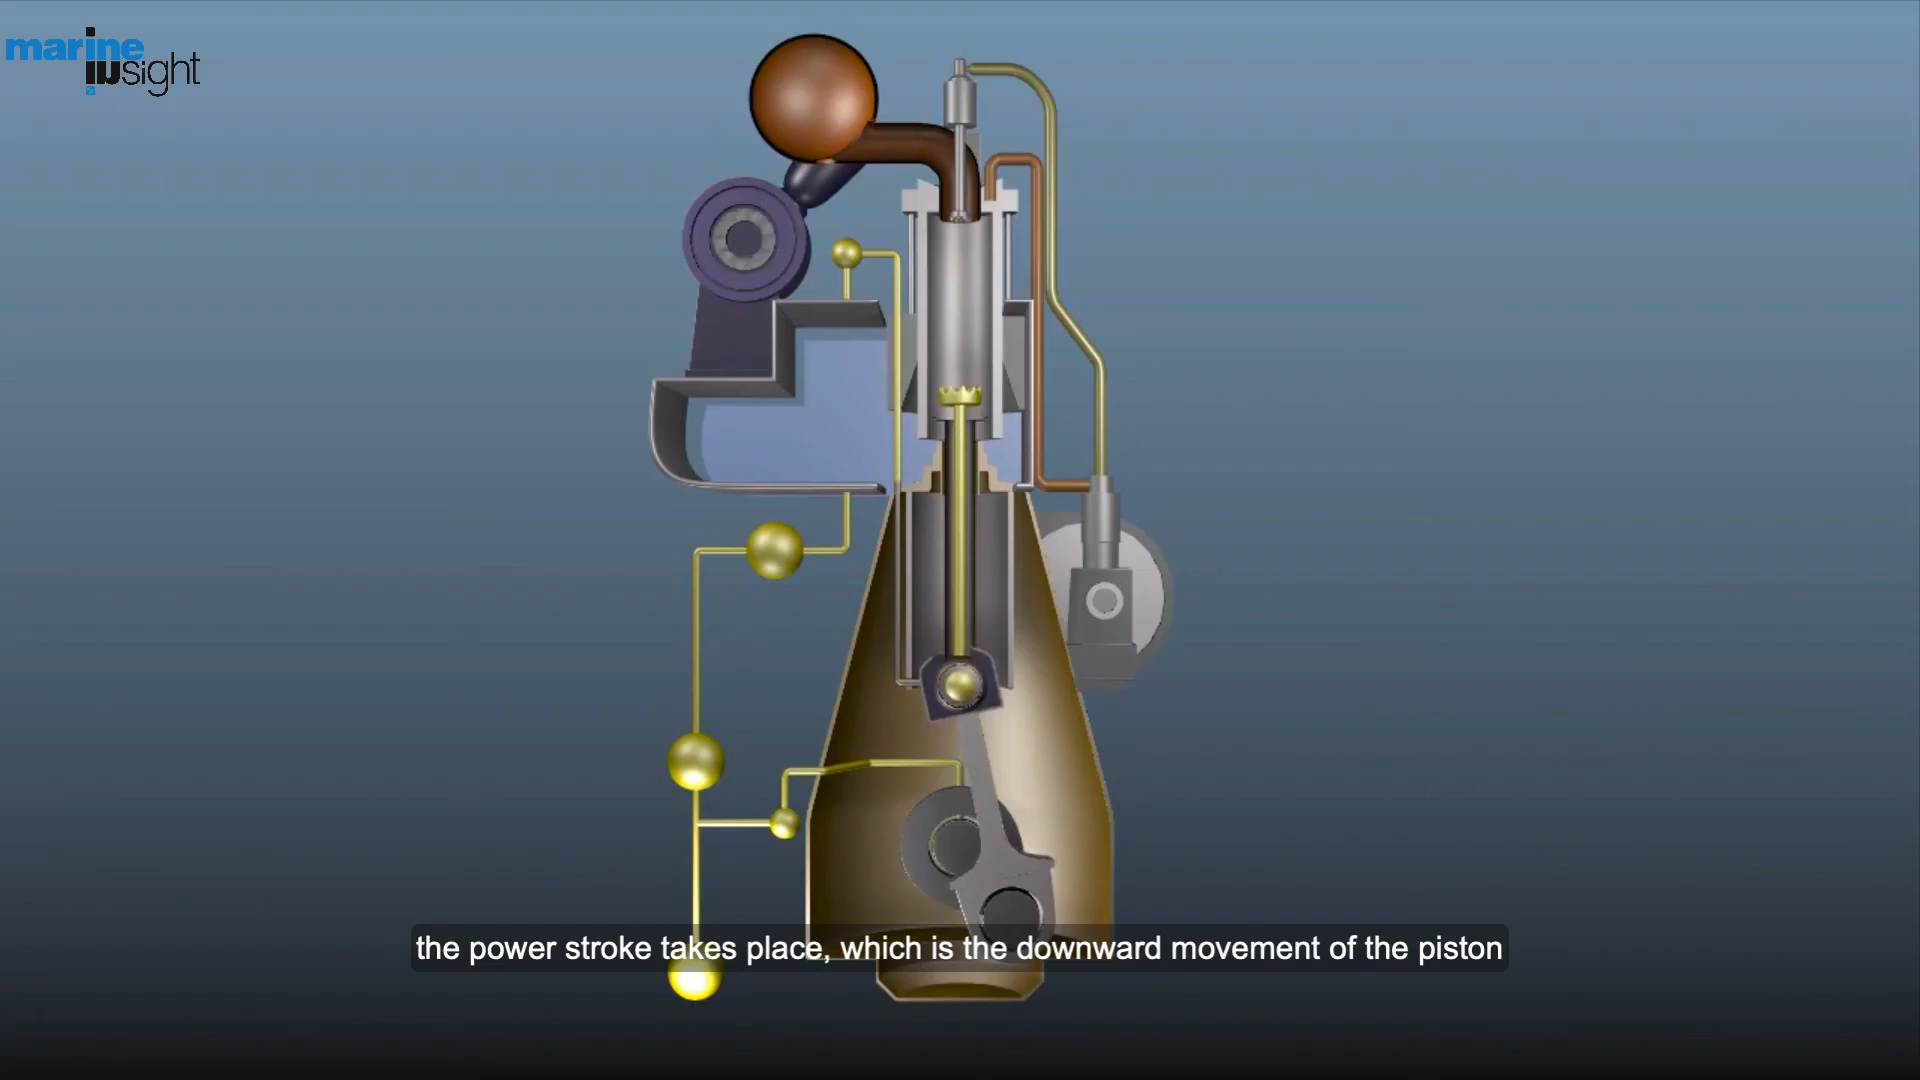 marine
insight
the power stroke takes place, which is the downward movement of the piston